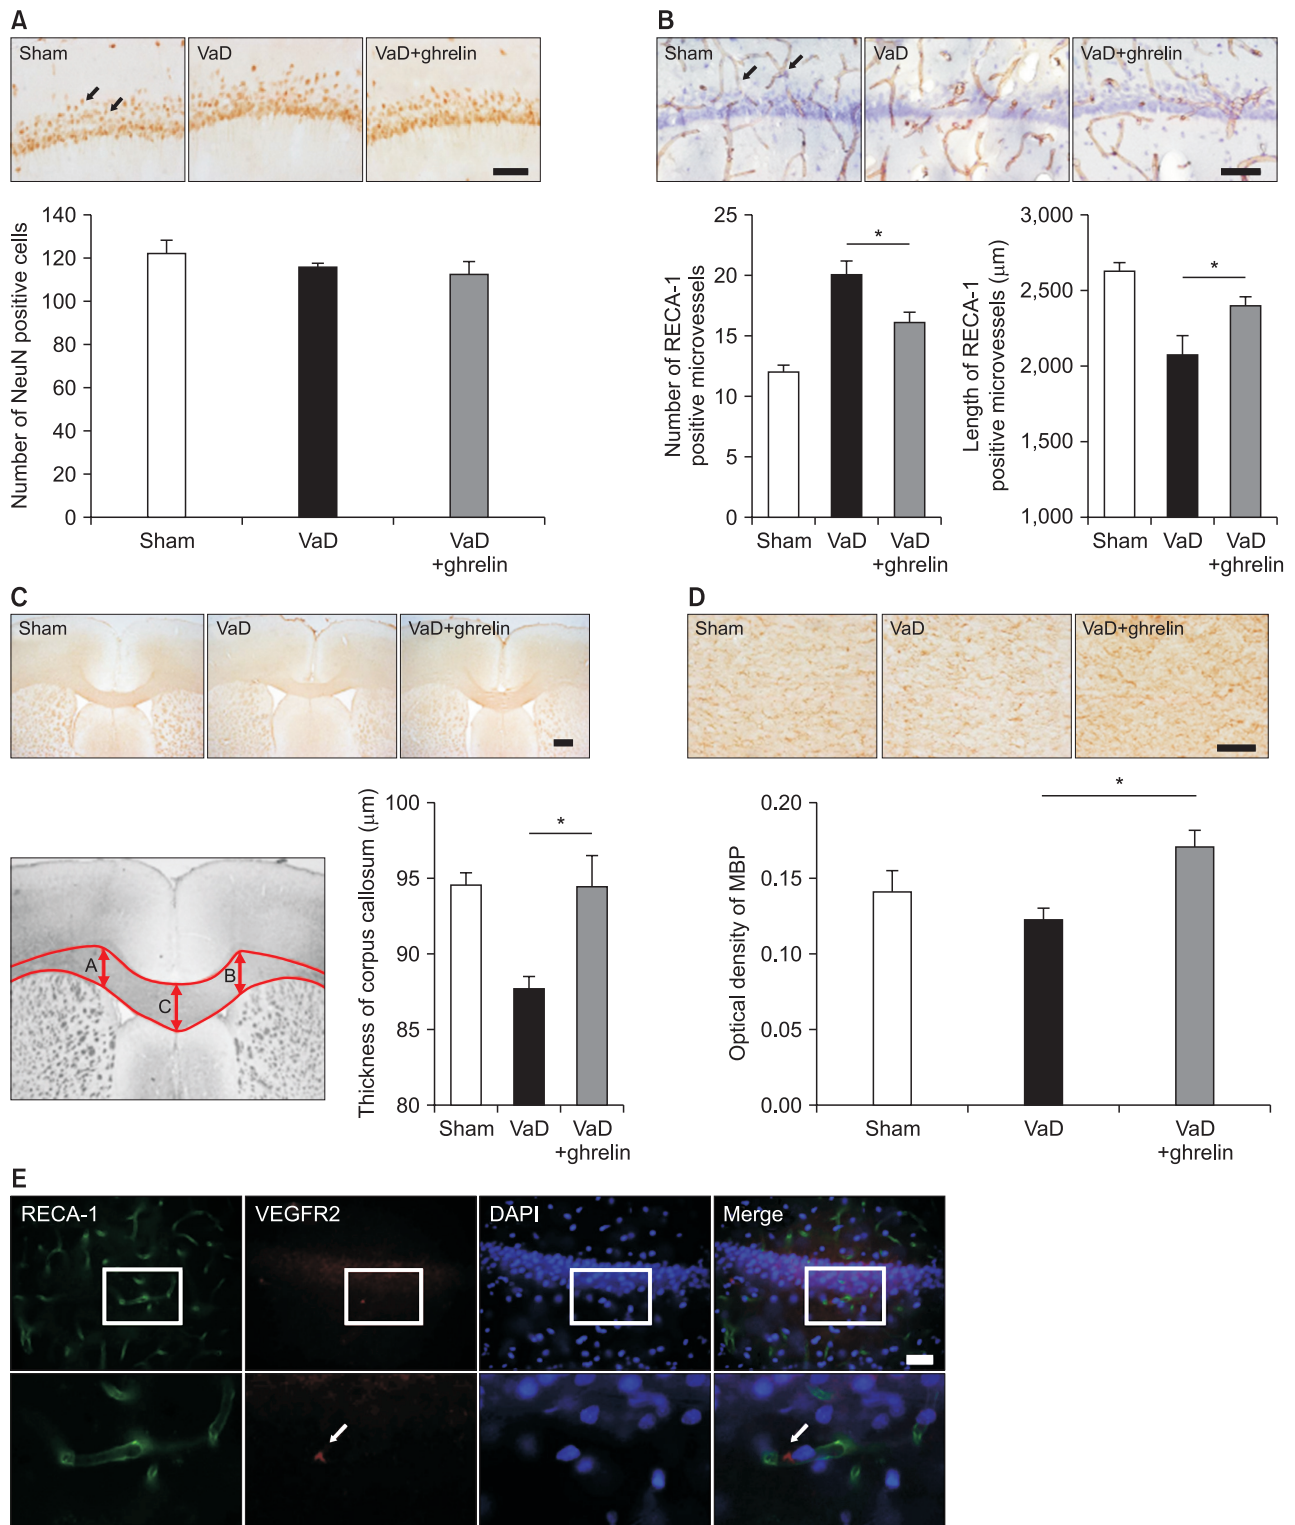 A
Sham
VaD
VaD+ghrelin
Number of NeuN positive cells
140
120
100
80
60
40
20
0
Sham
VaD
VaD
+ghrelin
B
Sham
VaD
VaD+ghrelin
Number of RECA-1
positive microvessels
25
20
15
10
5
0
*
Sham
VaD
VaD
+ghrelin
Length of RECA-1
positive microvessels (µm)
3,000
2,500
2,000
1,500
1,000
*
Sham
VaD
VaD
+ghrelin
C
Sham
VaD
VaD+ghrelin
A
B
C
Thickness of corpus callosum (µm)
100
95
90
85
80
*
Sham
VaD
VaD
+ghrelin
D
Sham
VaD
VaD+ghrelin
Optical density of MBP
0.20
0.15
0.10
0.05
0.00
*
Sham
VaD
VaD
+ghrelin
E
RECA-1
VEGFR2
DAPI
Merge